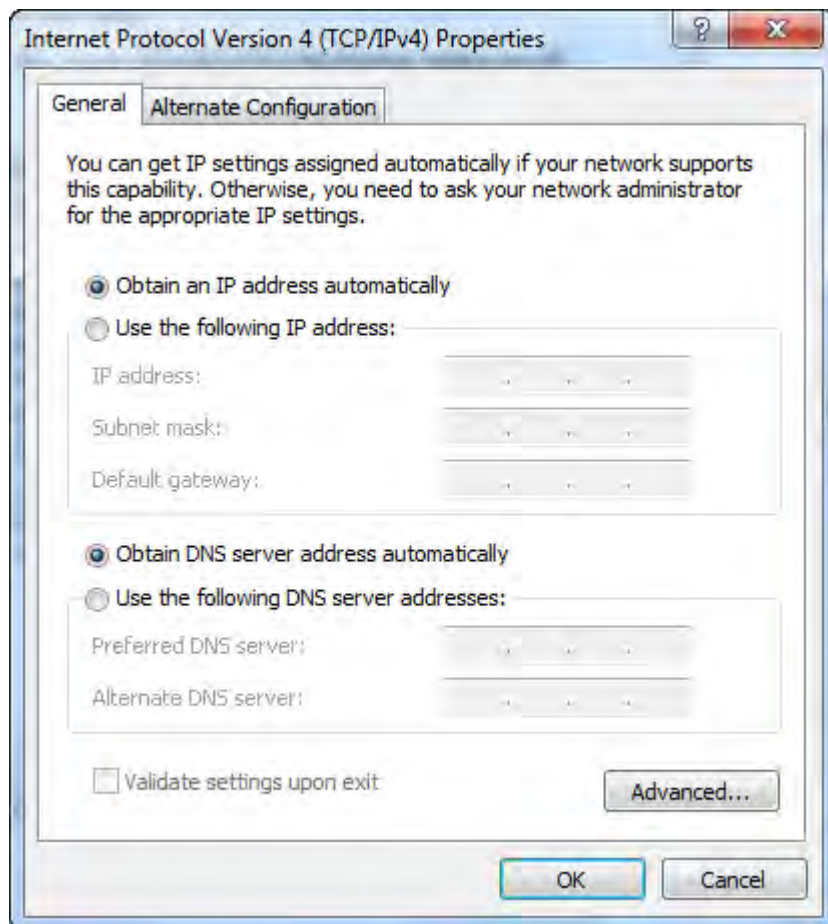 Internet Protocol Version 4 (TCP/IPv4) Properties
General
Alternate Configuration
You can get IP settings assigned automatically if your network supports
this capability. Otherwise, you need to ask your network administrator
for the appropriate IP settings.
Obtain an IP address automatically
Use the following IP address:
IP address:
Subnet mask:
Default gateway:
Obtain DNS server address automatically
Use the following DNS server addresses:
Preferred DNS server:
Alternate DNS server:
Validate settings upon exit
Advanced...
OK
Cancel